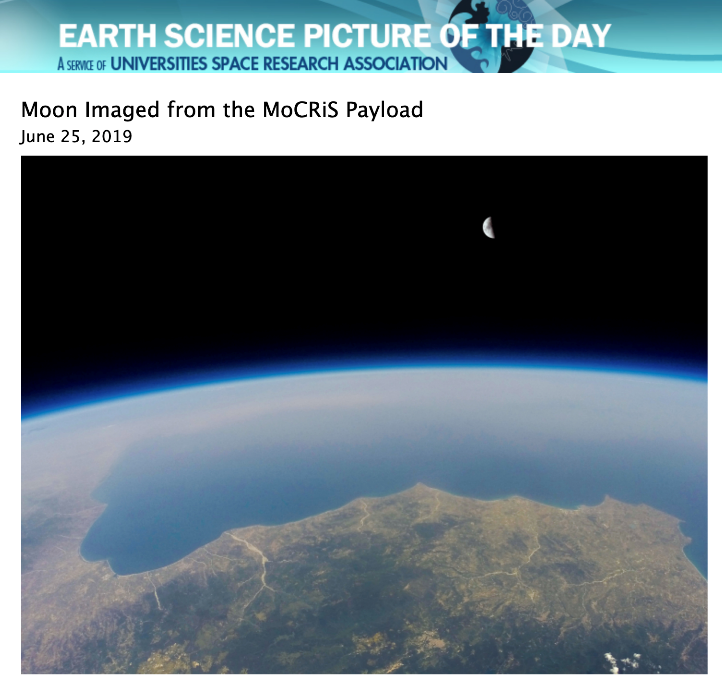 EARTH SCIENCE PICTURE OF THE DAY
A SERVICE OF UNIVERSITIES SPACE RESEARCH ASSOCIATION
Moon Imaged from the MoCRiS Payload
June 25, 2019